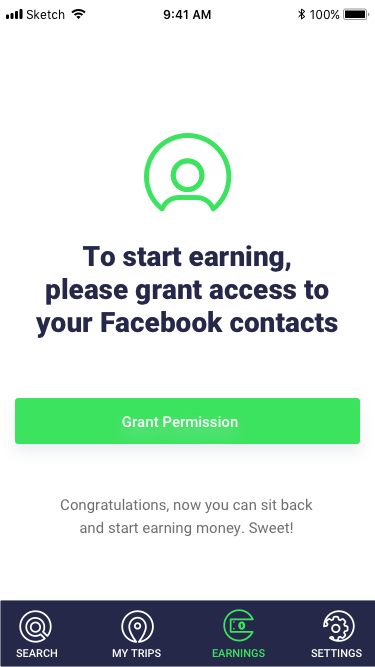 Sketch 9:41 AM 100%
To start earning,
please grant access to
your Facebook contacts
Grant Permission
Congratulations, now you can sit back
and start earning money. Sweet!
SEARCH MY TRIPS EARNINGS SETTINGS